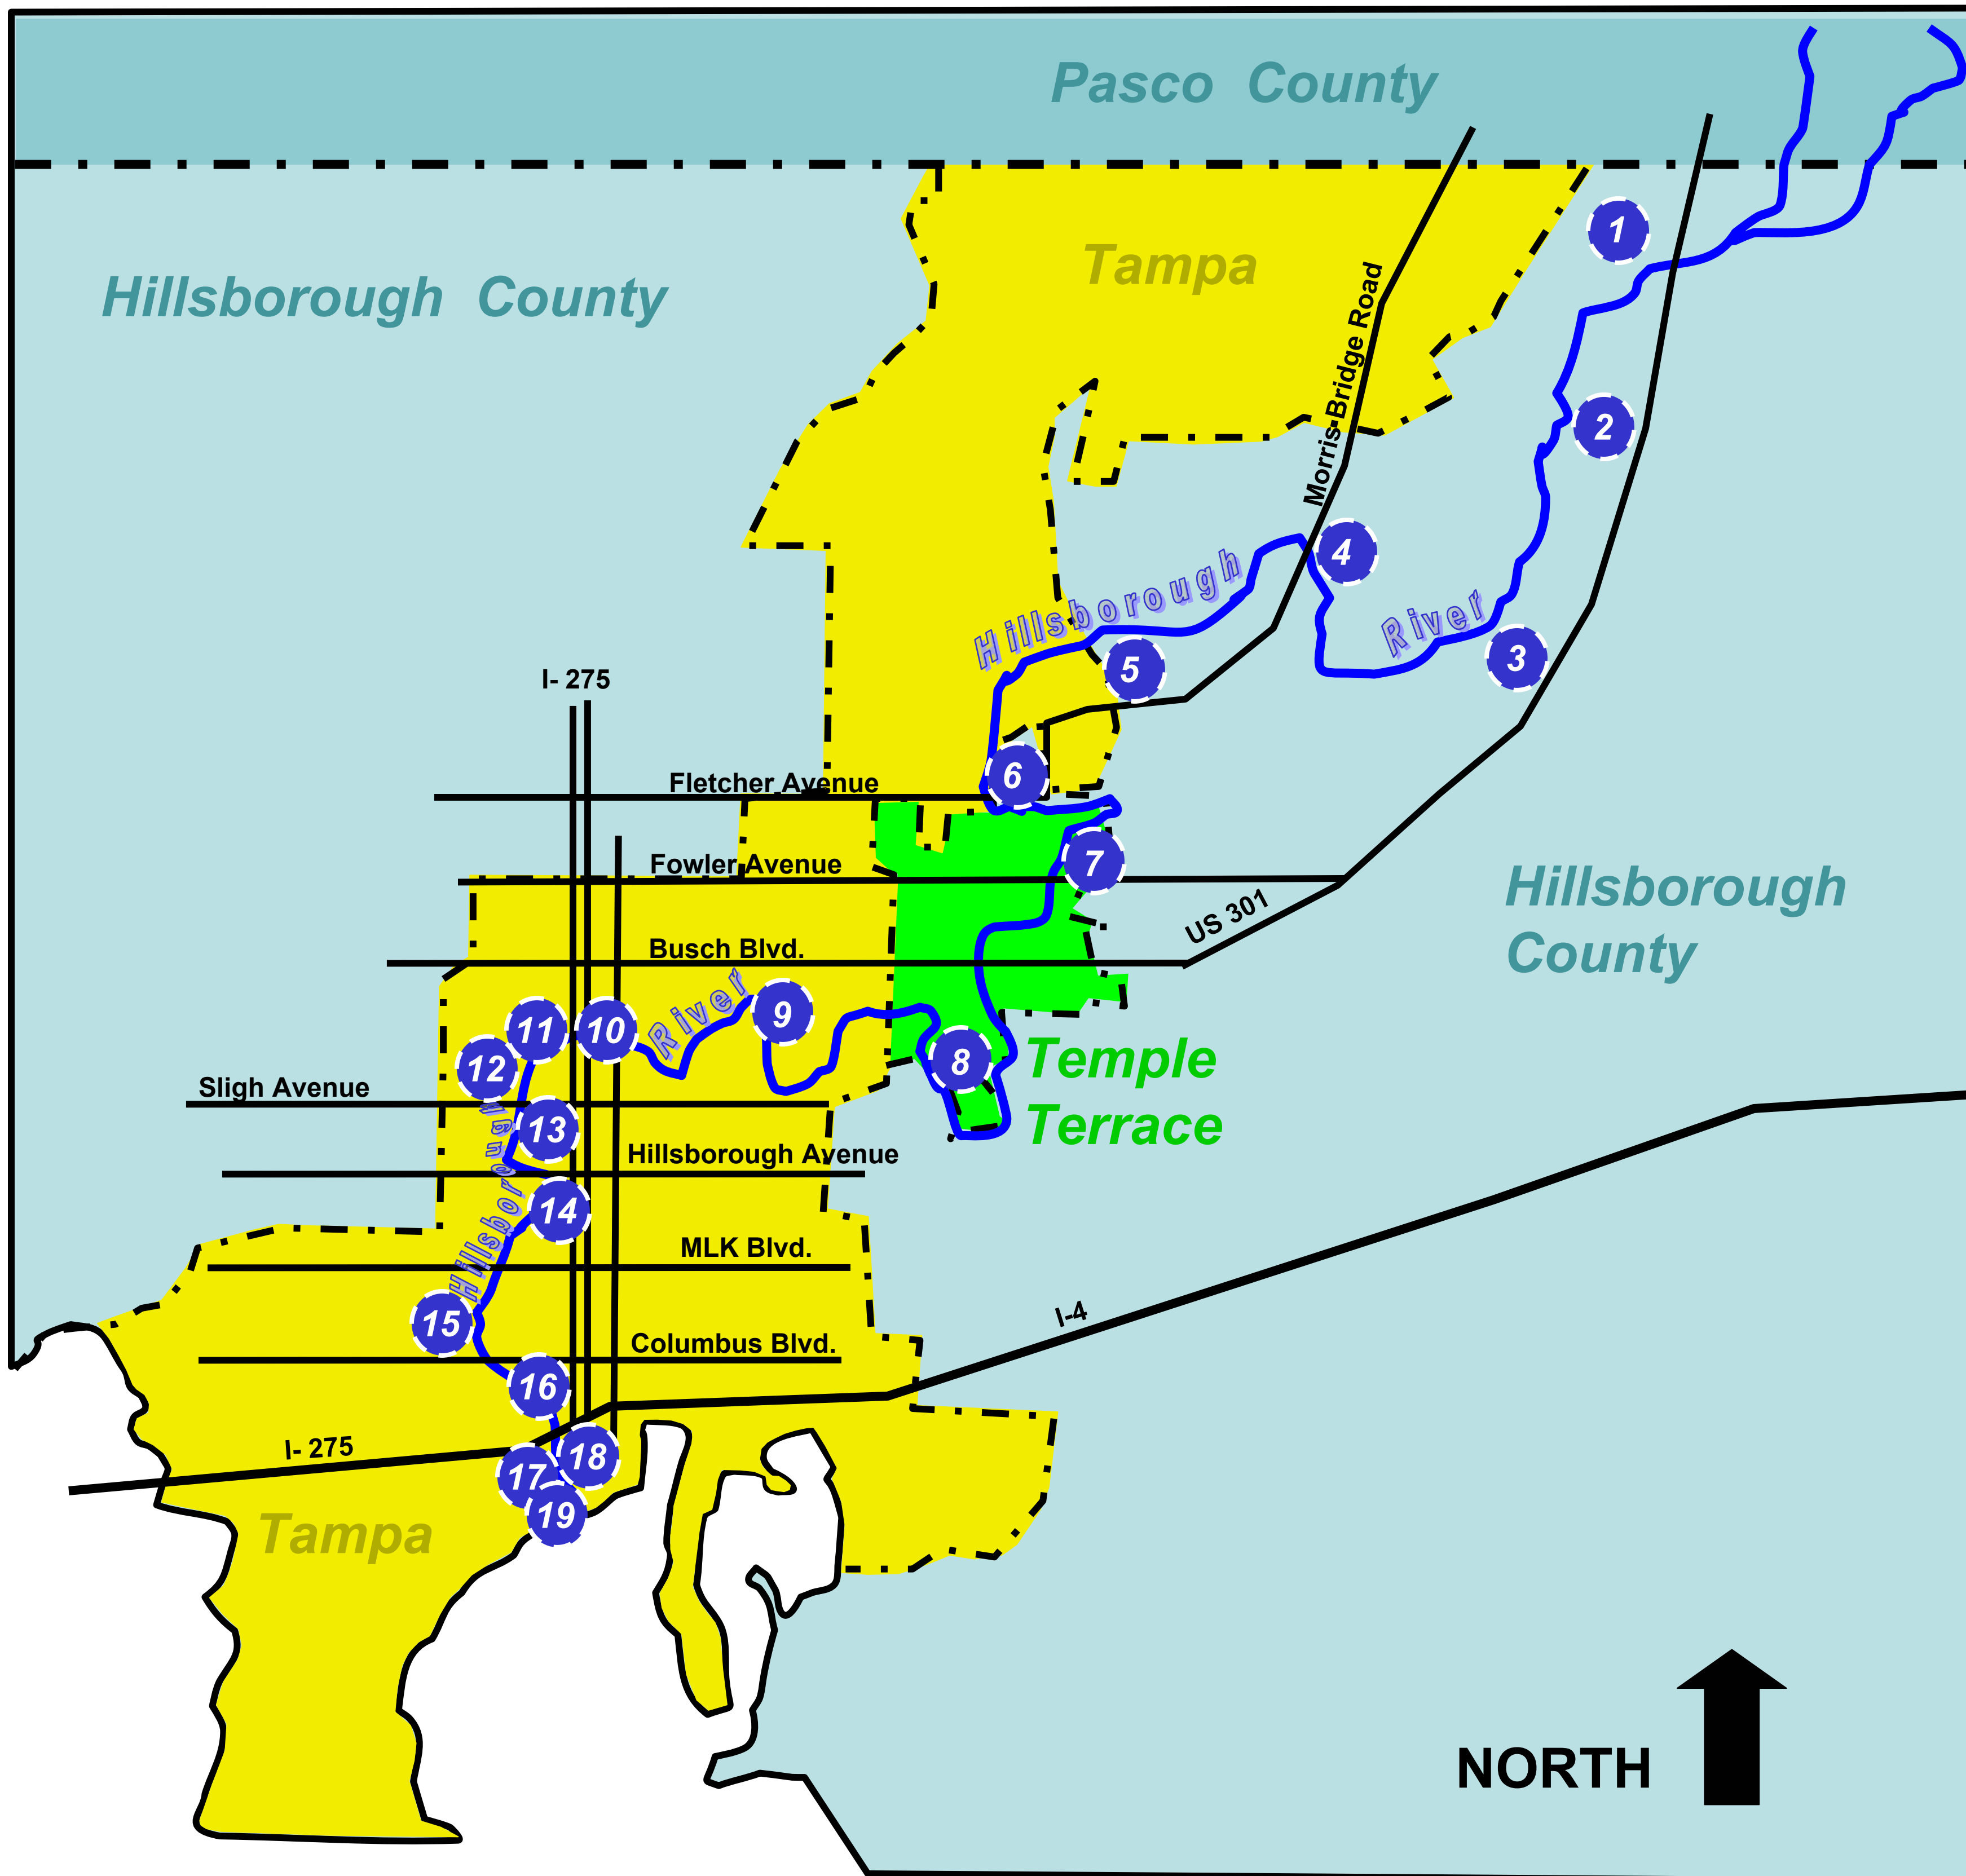 Pasco County
1
Tampa
Hillsborough County
Morris Bridge Road
2
4
Hillsborough
River
3
5
I- 275
6
Fletcher Avenue
7
Fowler Avenue
Hillsborough
County
US 301
Busch Blvd.
River
9
11
10
8
Temple
Terrace
12
Sligh Avenue
13
Hillsborough
Hillsborough Avenue
14
MLK Blvd.
15
I-4
Columbus Blvd.
16
I- 275
18
17
19
Tampa
NORTH